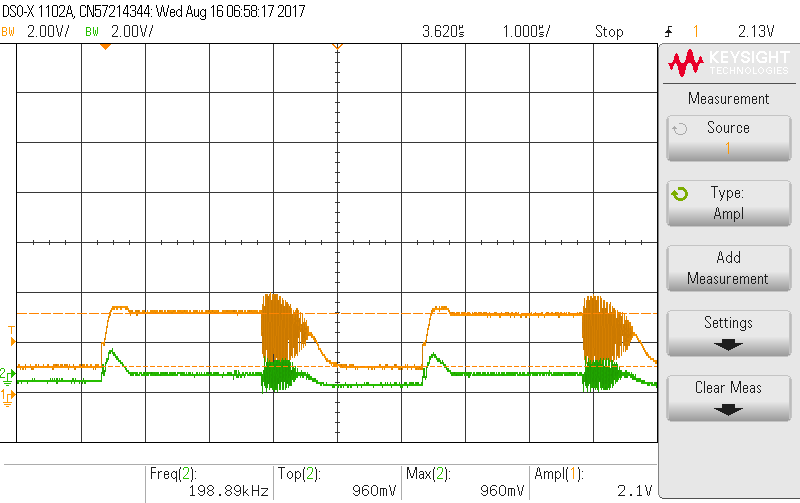 DSO-X 1102A, CN57214344: Wed Aug 16 06:58:17 2017
BW 2.00V/ BW 2.00V/ 3.620s 1.000s/ Stop 1 2.13V
KEYSIGHT
TECHNOLOGIES
Measurement
Source
1
Type:
Ampl
Add
Measurement
Settings
Clear Meas
T
2
1
Freq(2): Top(2): Max(2): Ampl(1):
198.89kHz 960mV 960mV 2.1V